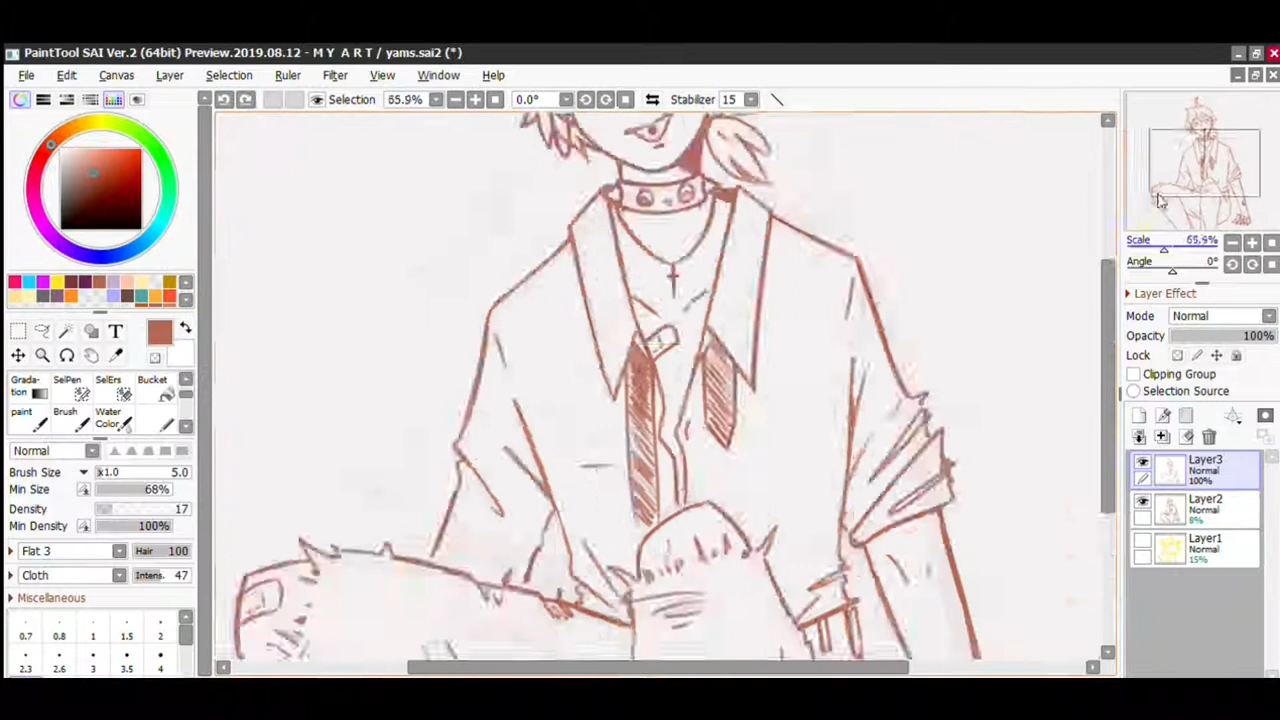 PaintTool SAI Ver.2 (64bit) Preview.2019.08.12 - M Y A R T / yams.sai2 (*)
File Edit Canvas Layer Selection Ruler Filter View Window Help
Selection 65.9% 0.0° Stabilizer 15
Scale 65.9%
Angle 0°
Layer Effect
Mode Normal
Opacity 100%
Lock
Clipping Group
Selection Source
Layer3
Normal
100%
Layer2
Normal
8%
Layer1
Normal
15%
T
Grada-
tion SelPen SelErs Bucket
paint Brush Water
Color
Normal
Brush Size x1.0 5.0
Min Size 68%
Density 17
Min Density 100%
Flat 3 Hair 100
Cloth Intens. 47
Miscellaneous
0.7 0.8 1 1.5 2
2.3 2.6 3 3.5 4